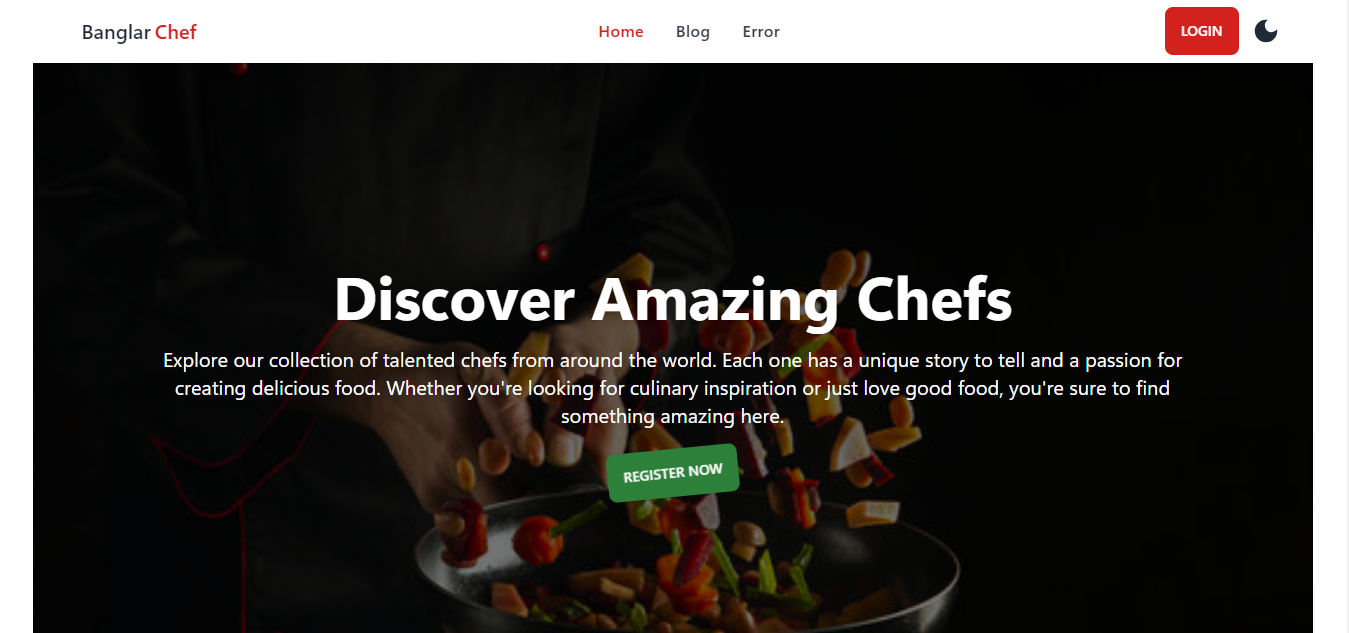 Banglar Chef
Home Blog Error
LOGIN
Discover Amazing Chefs
Explore our collection of talented chefs from around the world. Each one has a unique story to tell and a passion for
creating delicious food. Whether you're looking for culinary inspiration or just love good food, you're sure to find
something amazing here.
REGISTER NOW